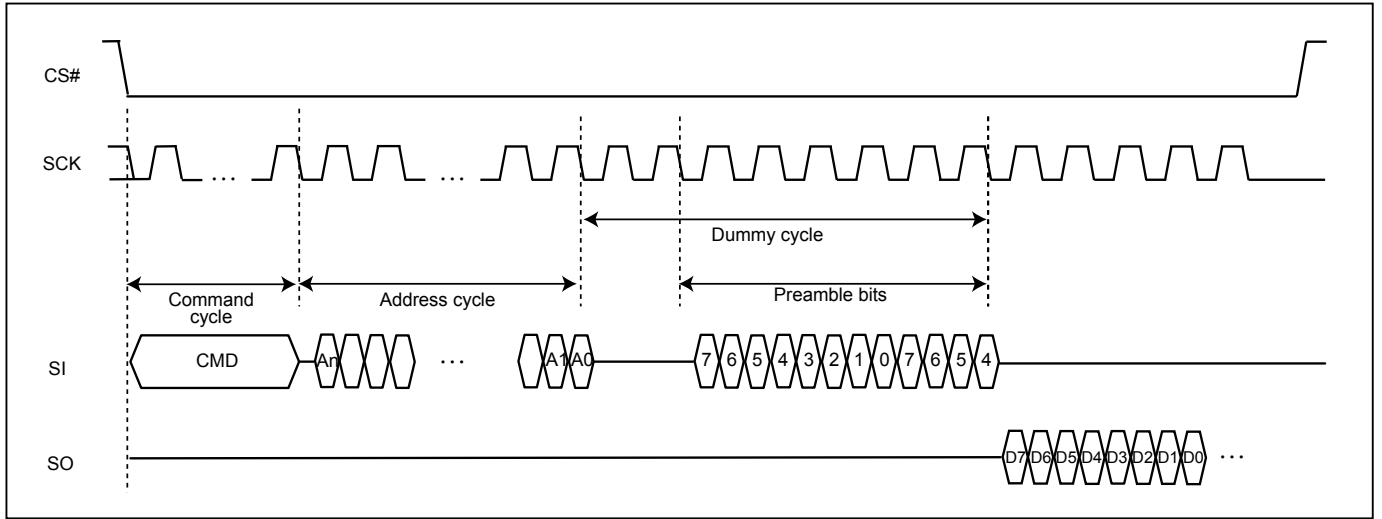 CS#
SCK
...
...
Dummy cycle
Command cycle
Address cycle
Preamble bits
SI
CMD
An
...
A1 A0
7 6 5 4 3 2 1 0 7 6 5 4
SO
D7 D6 D5 D4 D3 D2 D1 D0 ...